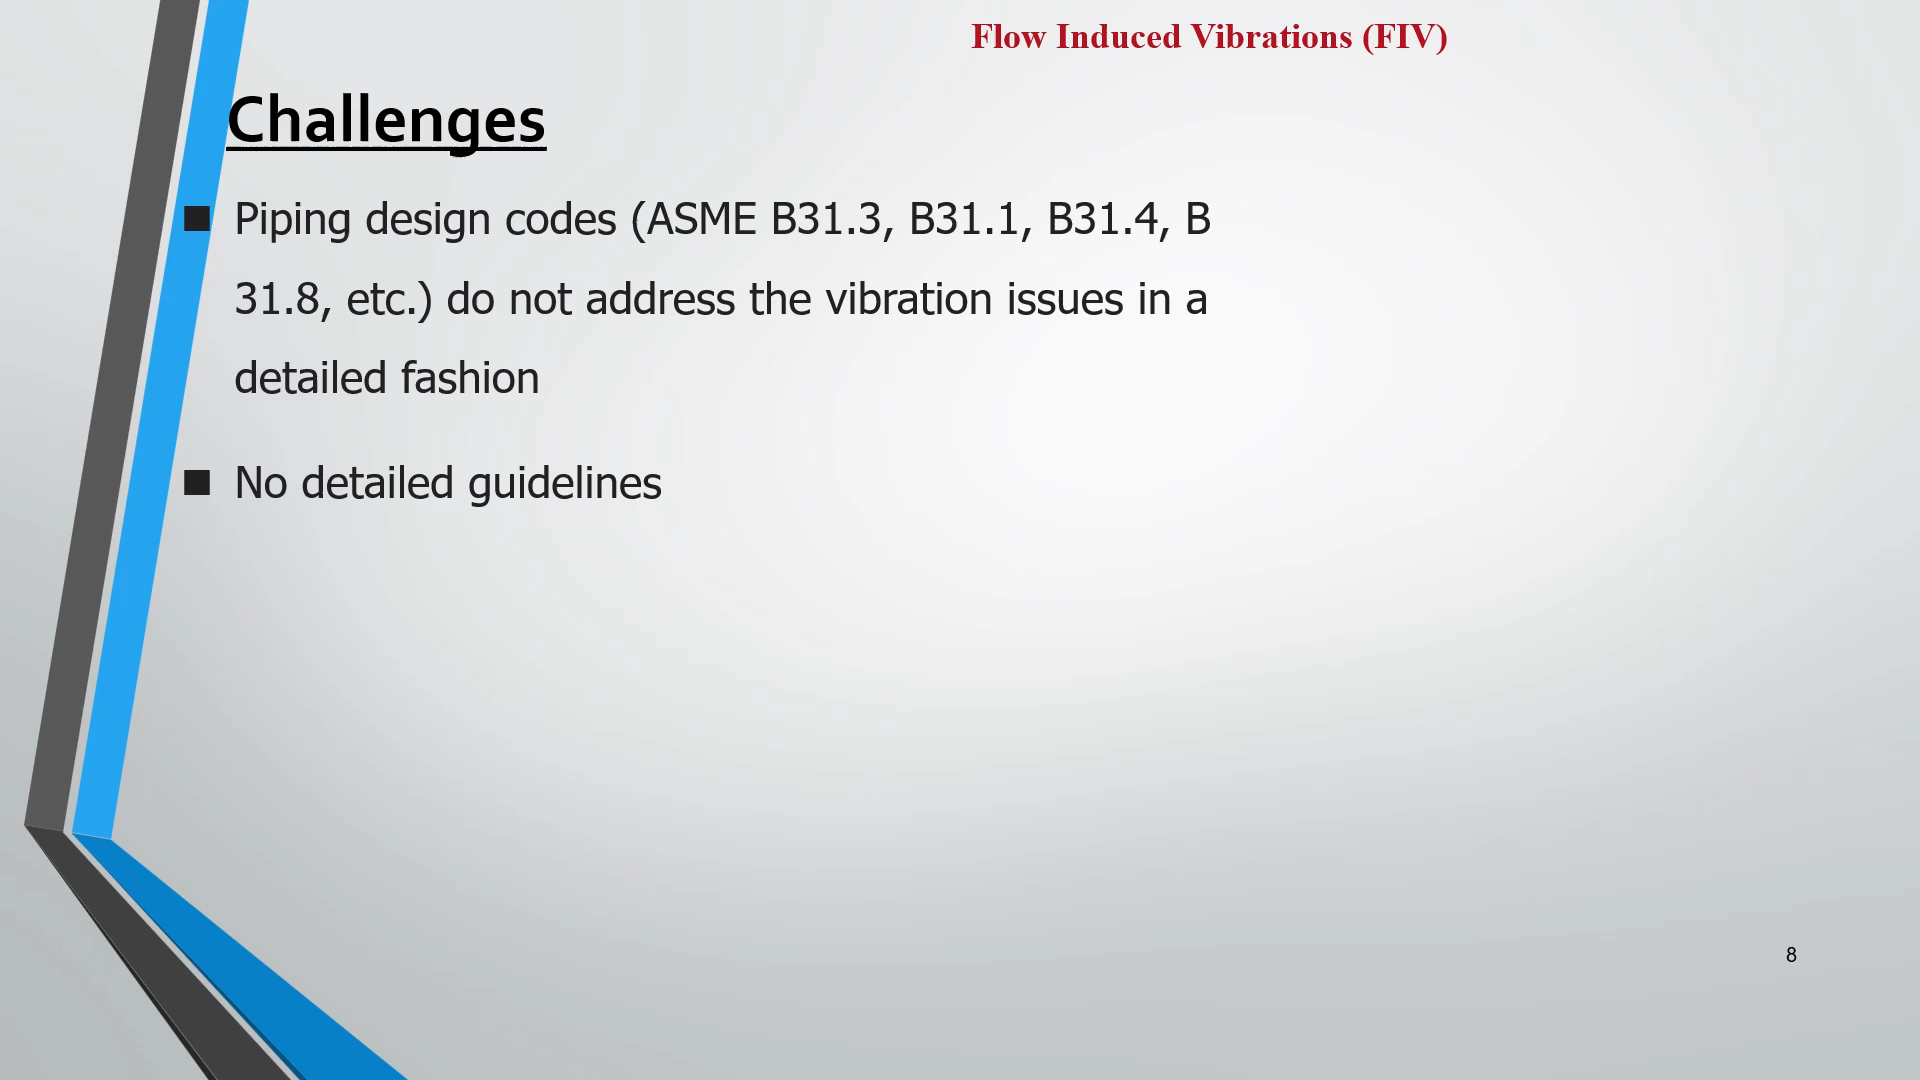 Flow Induced Vibrations (FIV)
Challenges
■ Piping design codes (ASME B31.3, B31.1, B31.4, B
31.8, etc.) do not address the vibration issues in a
detailed fashion
■ No detailed guidelines
8